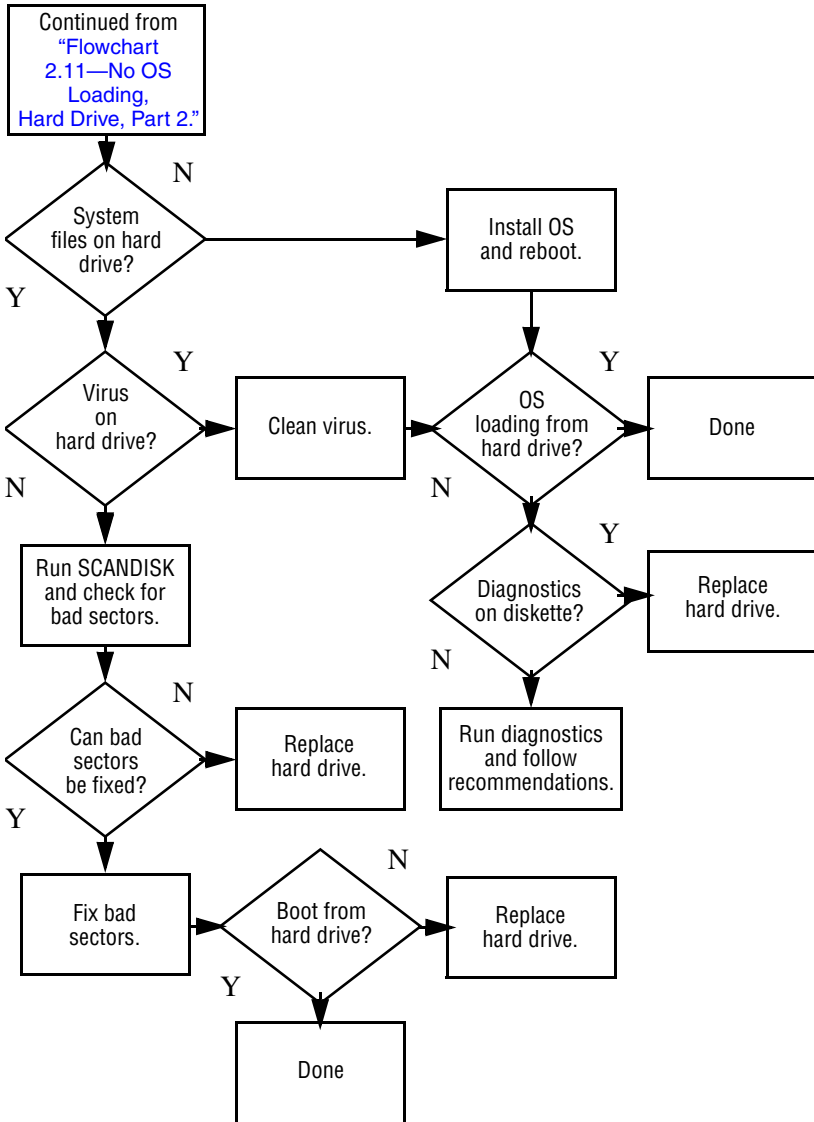 Continued from
“Flowchart
2.11—No OS
Loading,
Hard Drive, Part 2.”
N
System
files on hard
drive?
Install OS
and reboot.
Y
Y
Y
Virus
on
hard drive?
Clean virus.
OS
loading from
hard drive?
Done
N
N
Y
Run SCANDISK
and check for
bad sectors.
Diagnostics
on diskette?
Replace
hard drive.
N
N
Can bad
sectors
be fixed?
Replace
hard drive.
Run diagnostics
and follow
recommendations.
Y
N
Fix bad
sectors.
Boot from
hard drive?
Replace
hard drive.
Y
Done